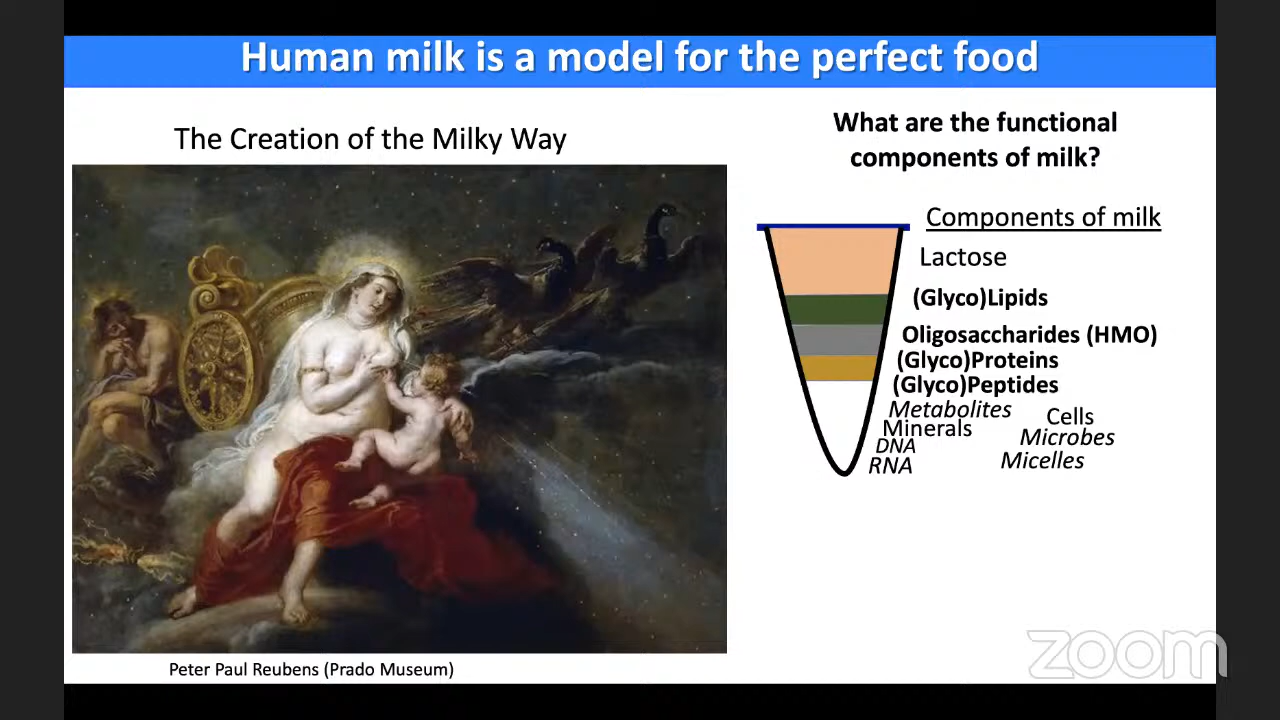 Human milk is a model for the perfect food
The Creation of the Milky Way
Peter Paul Reubens (Prado Museum)
What are the functional
components of milk?
Components of milk
Lactose
(Glyco)Lipids
Oligosaccharides (HMO)
(Glyco)Proteins
(Glyco)Peptides
Metabolites
Minerals
DNA
RNA
Cells
Microbes
Micelles
zoom